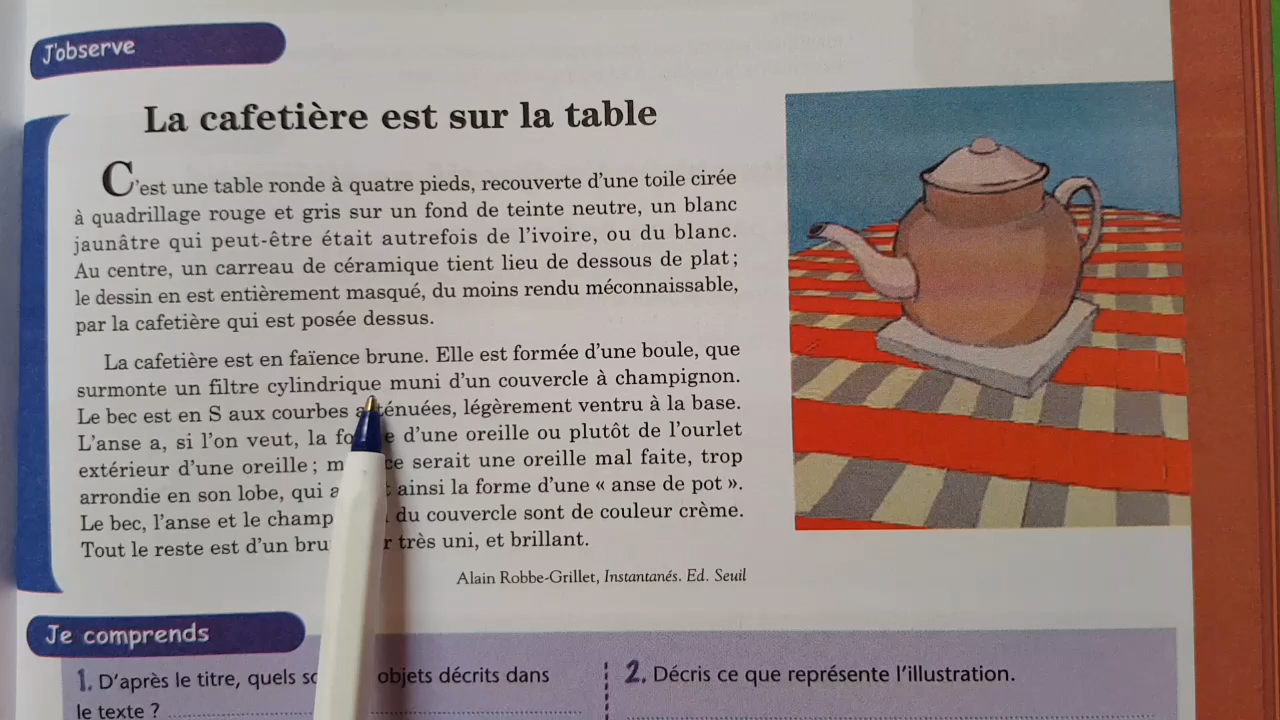 J'observe
La cafetière est sur la table
C'est une table ronde à quatre pieds, recouverte d'une toile cirée
à quadrillage rouge et gris sur un fond de teinte neutre, un blanc
jaunâtre qui peut-être était autrefois de l'ivoire, ou du blanc.
Au centre, un carreau de céramique tient lieu de dessous de plat ;
le dessin en est entièrement masqué, du moins rendu méconnaissable,
par la cafetière qui est posée dessus.
La cafetière est en faïence brune. Elle est formée d'une boule, que
surmonte un filtre cylindrique muni d'un couvercle à champignon.
Le bec est en S aux courbes atténuées, légèrement ventru à la base.
L'anse a, si l'on veut, la fo e d'une oreille ou plutôt de l'ourlet
extérieur d'une oreille ; m ce serait une oreille mal faite, trop
arrondie en son lobe, qui a t ainsi la forme d'une « anse de pot ».
Le bec, l'anse et le champ du couvercle sont de couleur crème.
Tout le reste est d'un bru r très uni, et brillant.
Alain Robbe-Grillet, Instantanés. Ed. Seuil
Je comprends
1. D'après le titre, quels so objets décrits dans
le texte ?
2. Décris ce que représente l'illustration.